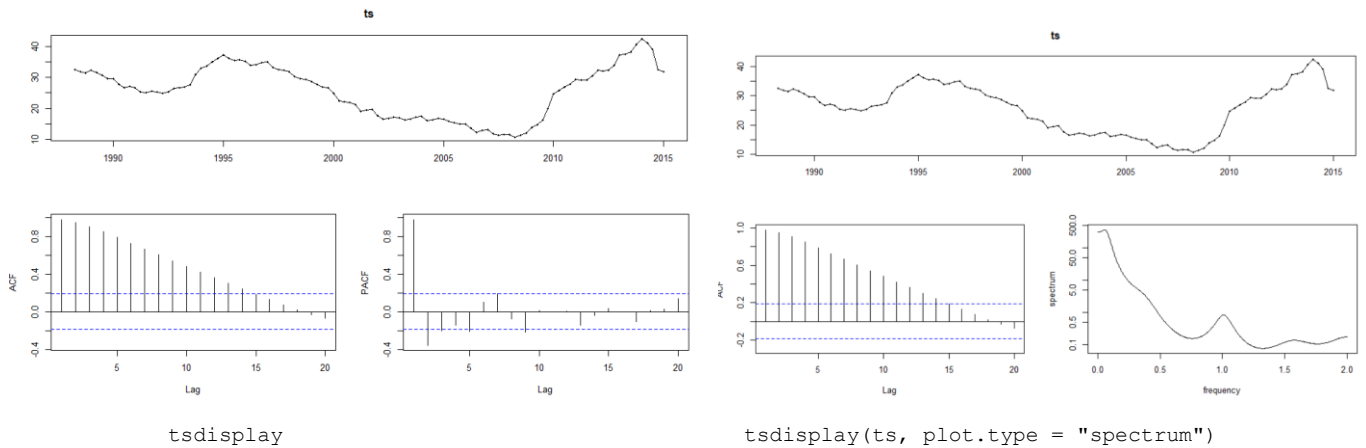 ts
40
30
20
10
1990 1995 2000 2005 2010 2015
ACF
0.8
0.4
0.0
-0.4
5 10 15 20
Lag
PACF
0.8
0.4
0.0
-0.4
5 10 15 20
Lag
tsdisplay
ts
40
30
20
10
1990 1995 2000 2005 2010 2015
ACF
1.0
0.6
0.2
-0.2
5 10 15 20
Lag
spectrum
500.0
50.0
5.0
0.5
0.1
0.0 0.5 1.0 1.5 2.0
frequency
tsdisplay(ts, plot.type = "spectrum")